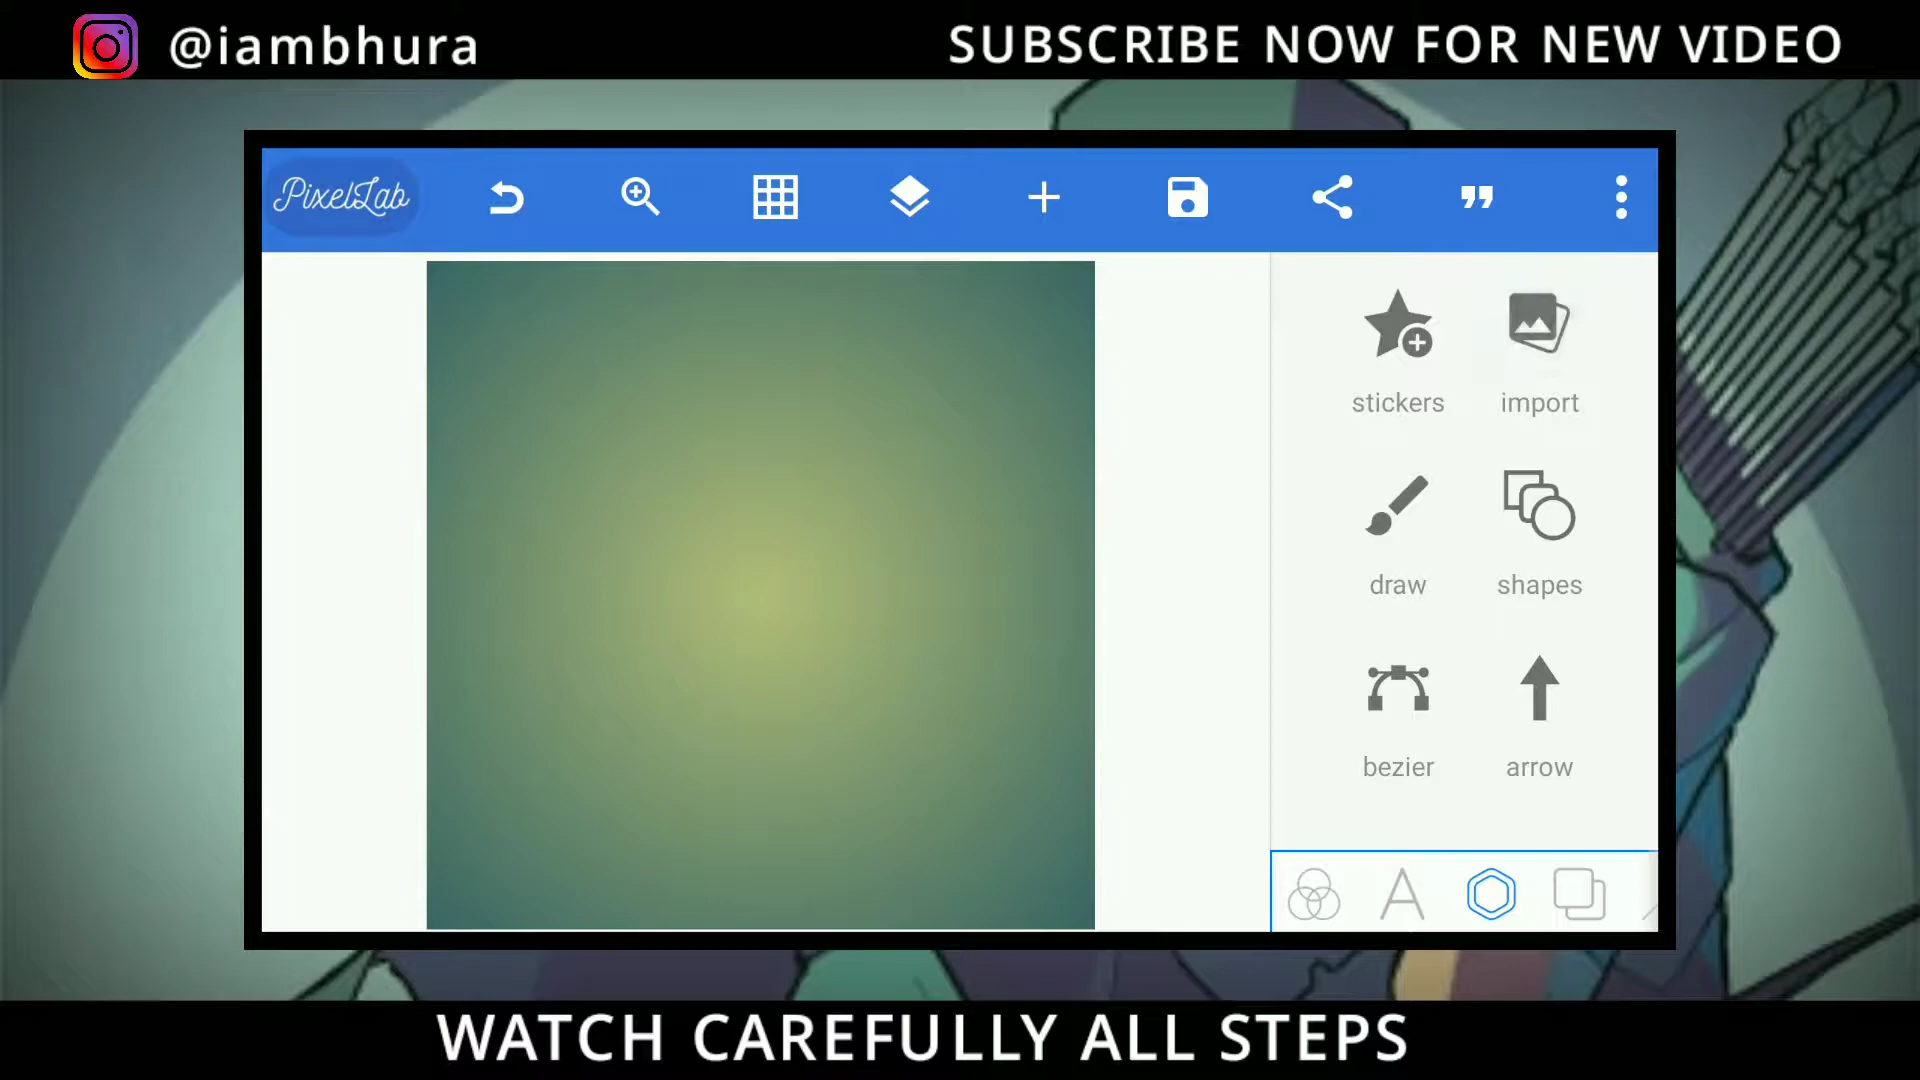 @iambhura
SUBSCRIBE NOW FOR NEW VIDEO
PixelLab
stickers
import
draw
shapes
bezier
arrow
WATCH CAREFULLY ALL STEPS